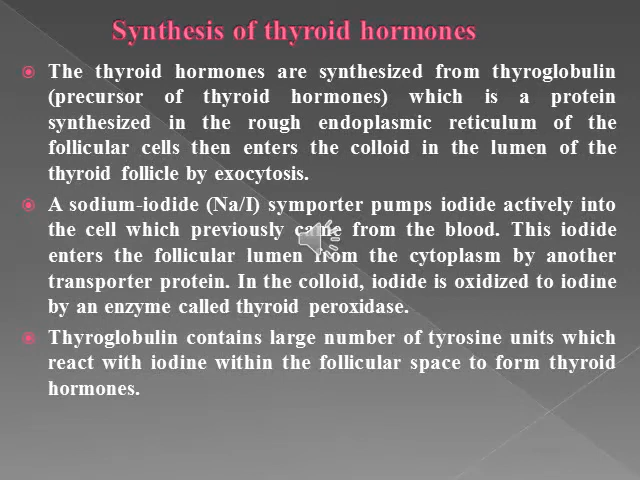 Synthesis of thyroid hormones
The thyroid hormones are synthesized from thyroglobulin
(precursor of thyroid hormones) which is a protein
synthesized in the rough endoplasmic reticulum of the
follicular cells then enters the colloid in the lumen of the
thyroid follicle by exocytosis.
A sodium-iodide (Na/I) symporter pumps iodide actively into
the cell which previously came from the blood. This iodide
enters the follicular lumen from the cytoplasm by another
transporter protein. In the colloid, iodide is oxidized to iodine
by an enzyme called thyroid peroxidase.
Thyroglobulin contains large number of tyrosine units which
react with iodine within the follicular space to form thyroid
hormones.